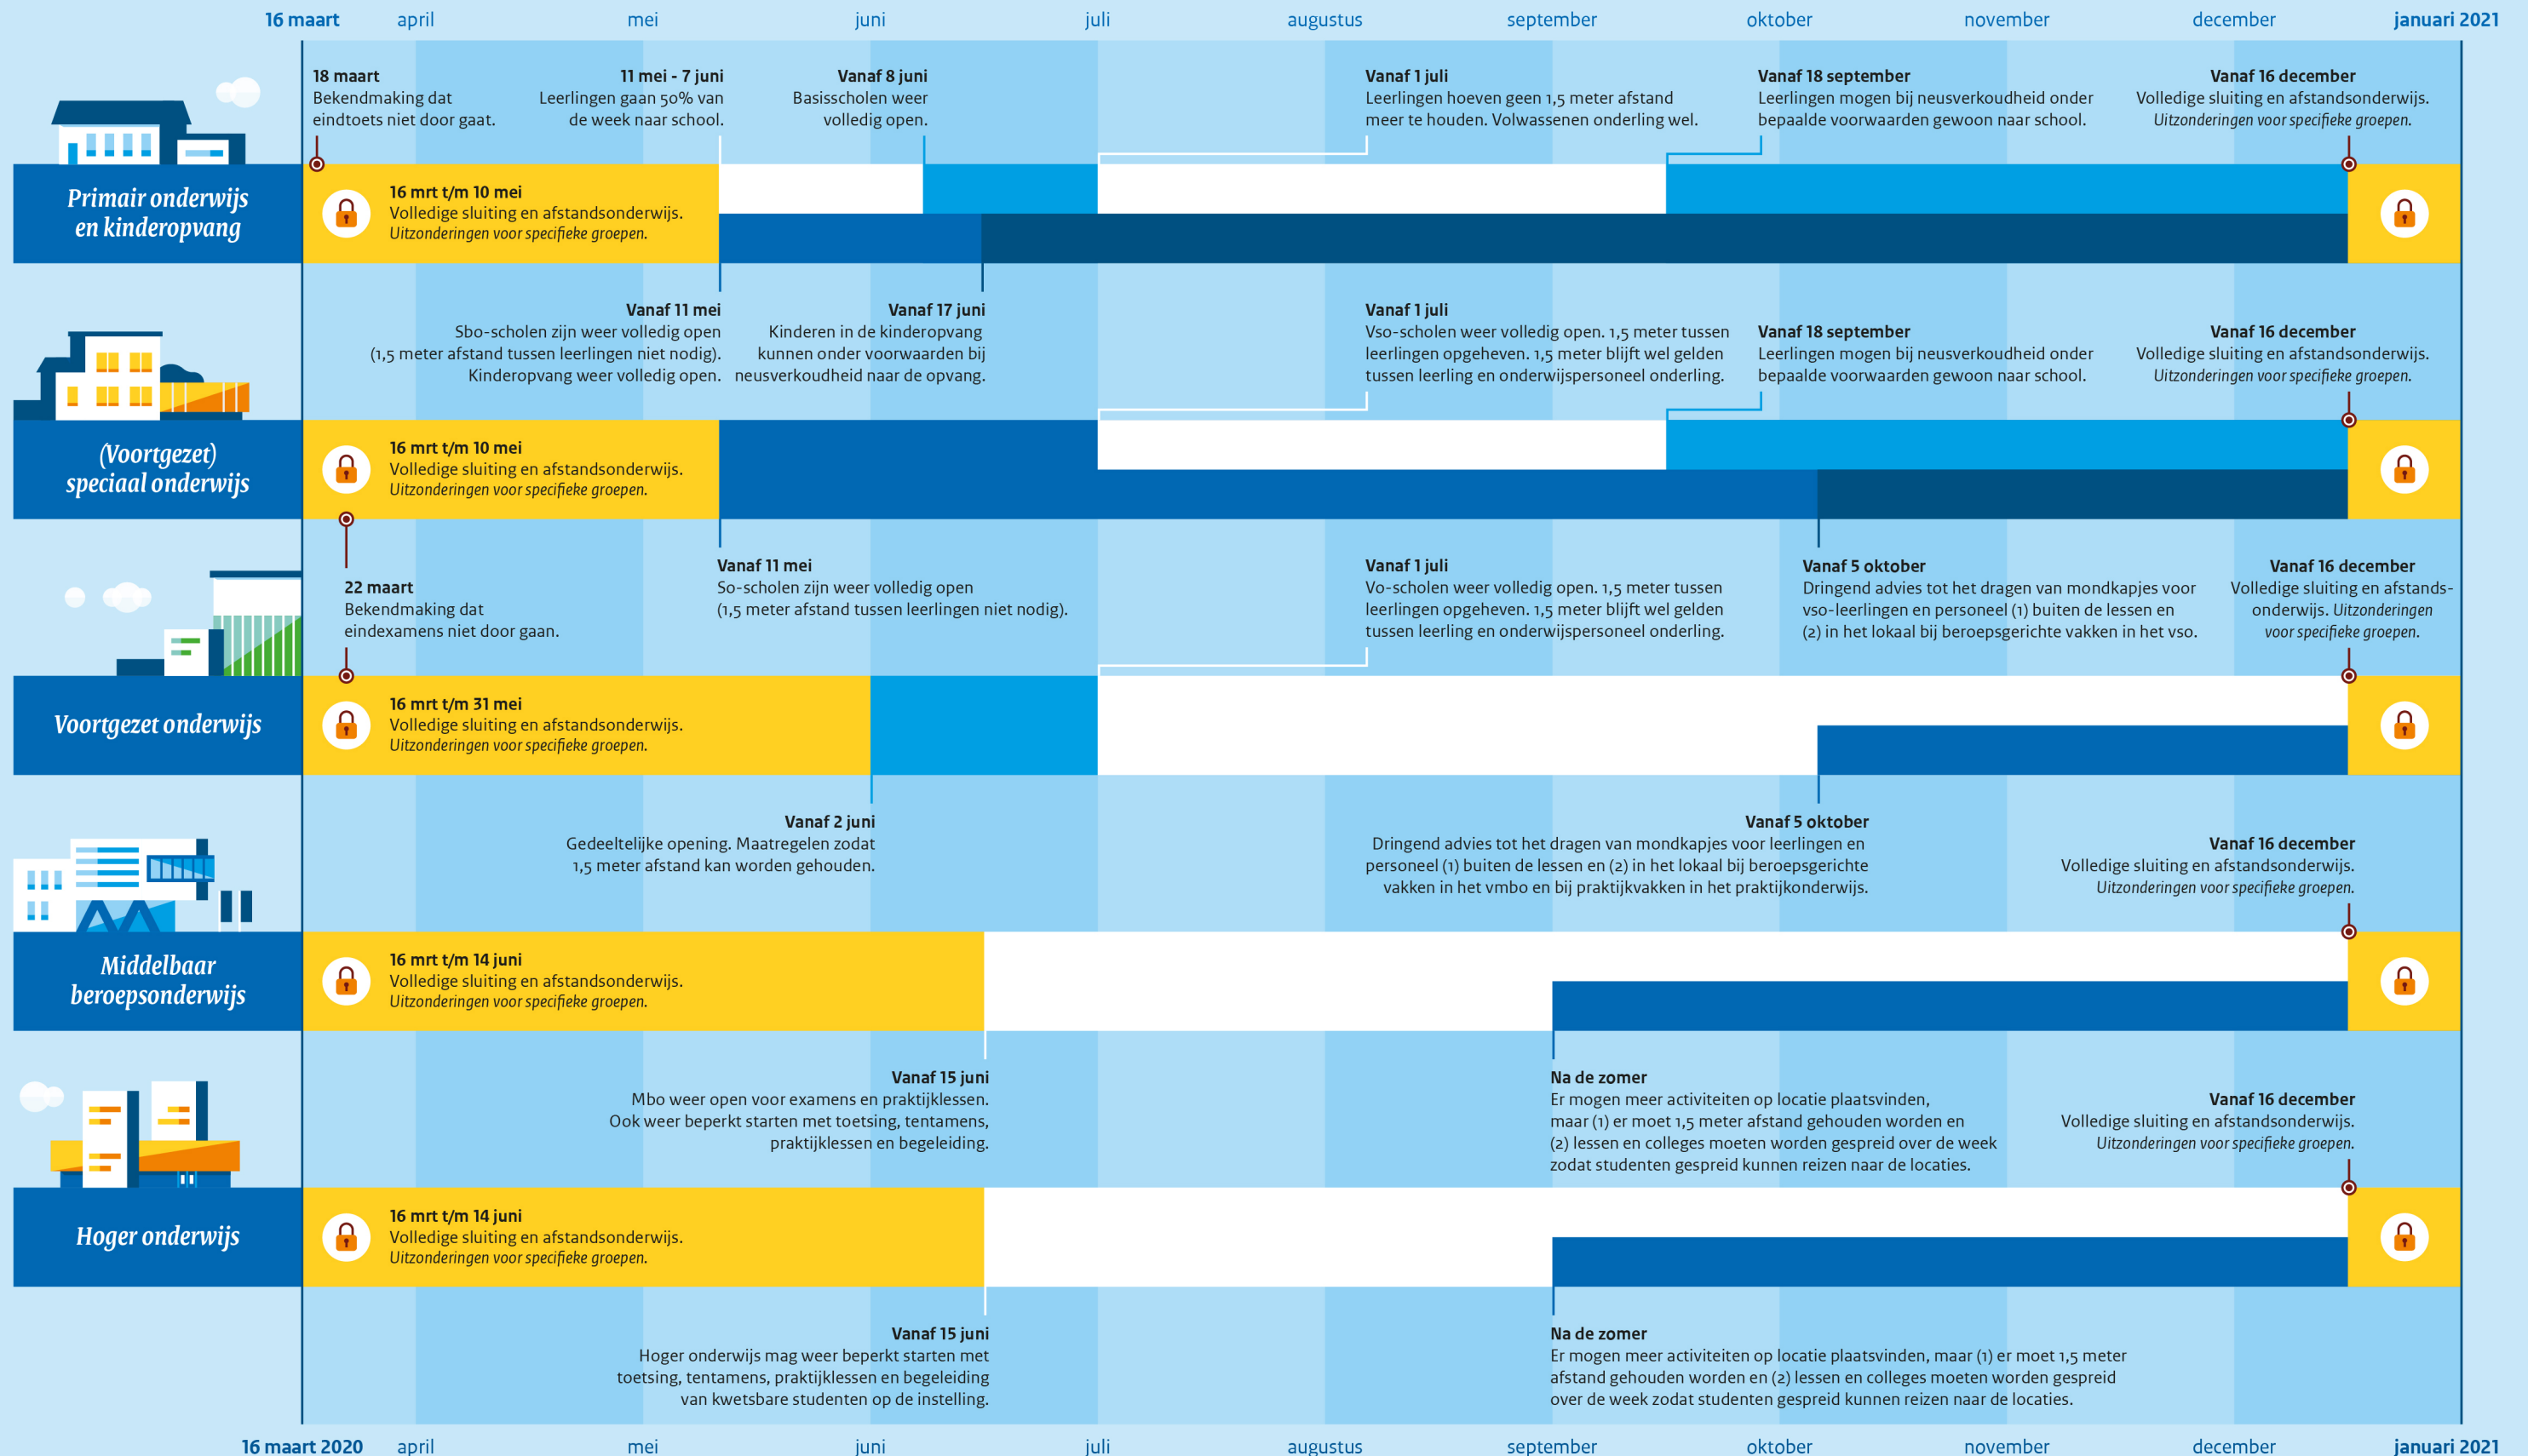 16 maart april mei juni juli augustus september oktober november december januari 2021
18 maart
Bekendmaking dat
eindtoets niet door gaat.
11 mei - 7 juni
Leerlingen gaan 50% van
de week naar school.
Vanaf 8 juni
Basisscholen weer
volledig open.
Vanaf 1 juli
Leerlingen hoeven geen 1,5 meter afstand
meer te houden. Volwassenen onderling wel.
Vanaf 18 september
Leerlingen mogen bij neusverkoudheid onder
bepaalde voorwaarden gewoon naar school.
Vanaf 16 december
Volledige sluiting en afstandsonderwijs.
Uitzonderingen voor specifieke groepen.
Primair onderwijs
en kinderopvang
16 mrt t/m 10 mei
Volledige sluiting en afstandsonderwijs.
Uitzonderingen voor specifieke groepen.
Vanaf 11 mei
Sbo-scholen zijn weer volledig open
(1,5 meter afstand tussen leerlingen niet nodig).
Kinderopvang weer volledig open.
Vanaf 17 juni
Kinderen in de kinderopvang
kunnen onder voorwaarden bij
neusverkoudheid naar de opvang.
Vanaf 1 juli
Vso-scholen weer volledig open. 1,5 meter tussen
leerlingen opgeheven. 1,5 meter blijft wel gelden
tussen leerling en onderwijspersoneel onderling.
Vanaf 18 september
Leerlingen mogen bij neusverkoudheid onder
bepaalde voorwaarden gewoon naar school.
Vanaf 16 december
Volledige sluiting en afstandsonderwijs.
Uitzonderingen voor specifieke groepen.
(Voortgezet)
speciaal onderwijs
16 mrt t/m 10 mei
Volledige sluiting en afstandsonderwijs.
Uitzonderingen voor specifieke groepen.
22 maart
Bekendmaking dat
eindexamens niet door gaan.
Vanaf 11 mei
So-scholen zijn weer volledig open
(1,5 meter afstand tussen leerlingen niet nodig).
Vanaf 1 juli
Vo-scholen weer volledig open. 1,5 meter tussen
leerlingen opgeheven. 1,5 meter blijft wel gelden
tussen leerling en onderwijspersoneel onderling.
Vanaf 5 oktober
Dringend advies tot het dragen van mondkapjes voor
vso-leerlingen en personeel (1) buiten de lessen en
(2) in het lokaal bij beroepsgerichte vakken in het vso.
Vanaf 16 december
Volledige sluiting en afstands-
onderwijs. Uitzonderingen
voor specifieke groepen.
Voortgezet onderwijs
16 mrt t/m 31 mei
Volledige sluiting en afstandsonderwijs.
Uitzonderingen voor specifieke groepen.
Vanaf 2 juni
Gedeeltelijke opening. Maatregelen zodat
1,5 meter afstand kan worden gehouden.
Vanaf 5 oktober
Dringend advies tot het dragen van mondkapjes voor leerlingen en
personeel (1) buiten de lessen en (2) in het lokaal bij beroepsgerichte
vakken in het vmbo en bij praktijkvakken in het praktijkonderwijs.
Vanaf 16 december
Volledige sluiting en afstandsonderwijs.
Uitzonderingen voor specifieke groepen.
Middelbaar
beroepsonderwijs
16 mrt t/m 14 juni
Volledige sluiting en afstandsonderwijs.
Uitzonderingen voor specifieke groepen.
Vanaf 15 juni
Mbo weer open voor examens en praktijklessen.
Ook weer beperkt starten met toetsing, tentamens,
praktijklessen en begeleiding.
Na de zomer
Er mogen meer activiteiten op locatie plaatsvinden,
maar (1) er moet 1,5 meter afstand gehouden worden en
(2) lessen en colleges moeten worden gespreid over de week
zodat studenten gespreid kunnen reizen naar de locaties.
Vanaf 16 december
Volledige sluiting en afstandsonderwijs.
Uitzonderingen voor specifieke groepen.
Hoger onderwijs
16 mrt t/m 14 juni
Volledige sluiting en afstandsonderwijs.
Uitzonderingen voor specifieke groepen.
Vanaf 15 juni
Hoger onderwijs mag weer beperkt starten met
toetsing, tentamens, praktijklessen en begeleiding
van kwetsbare studenten op de instelling.
Na de zomer
Er mogen meer activiteiten op locatie plaatsvinden, maar (1) er moet 1,5 meter
afstand gehouden worden en (2) lessen en colleges moeten worden gespreid
over de week zodat studenten gespreid kunnen reizen naar de locaties.
16 maart 2020 april mei juni juli augustus september oktober november december januari 2021